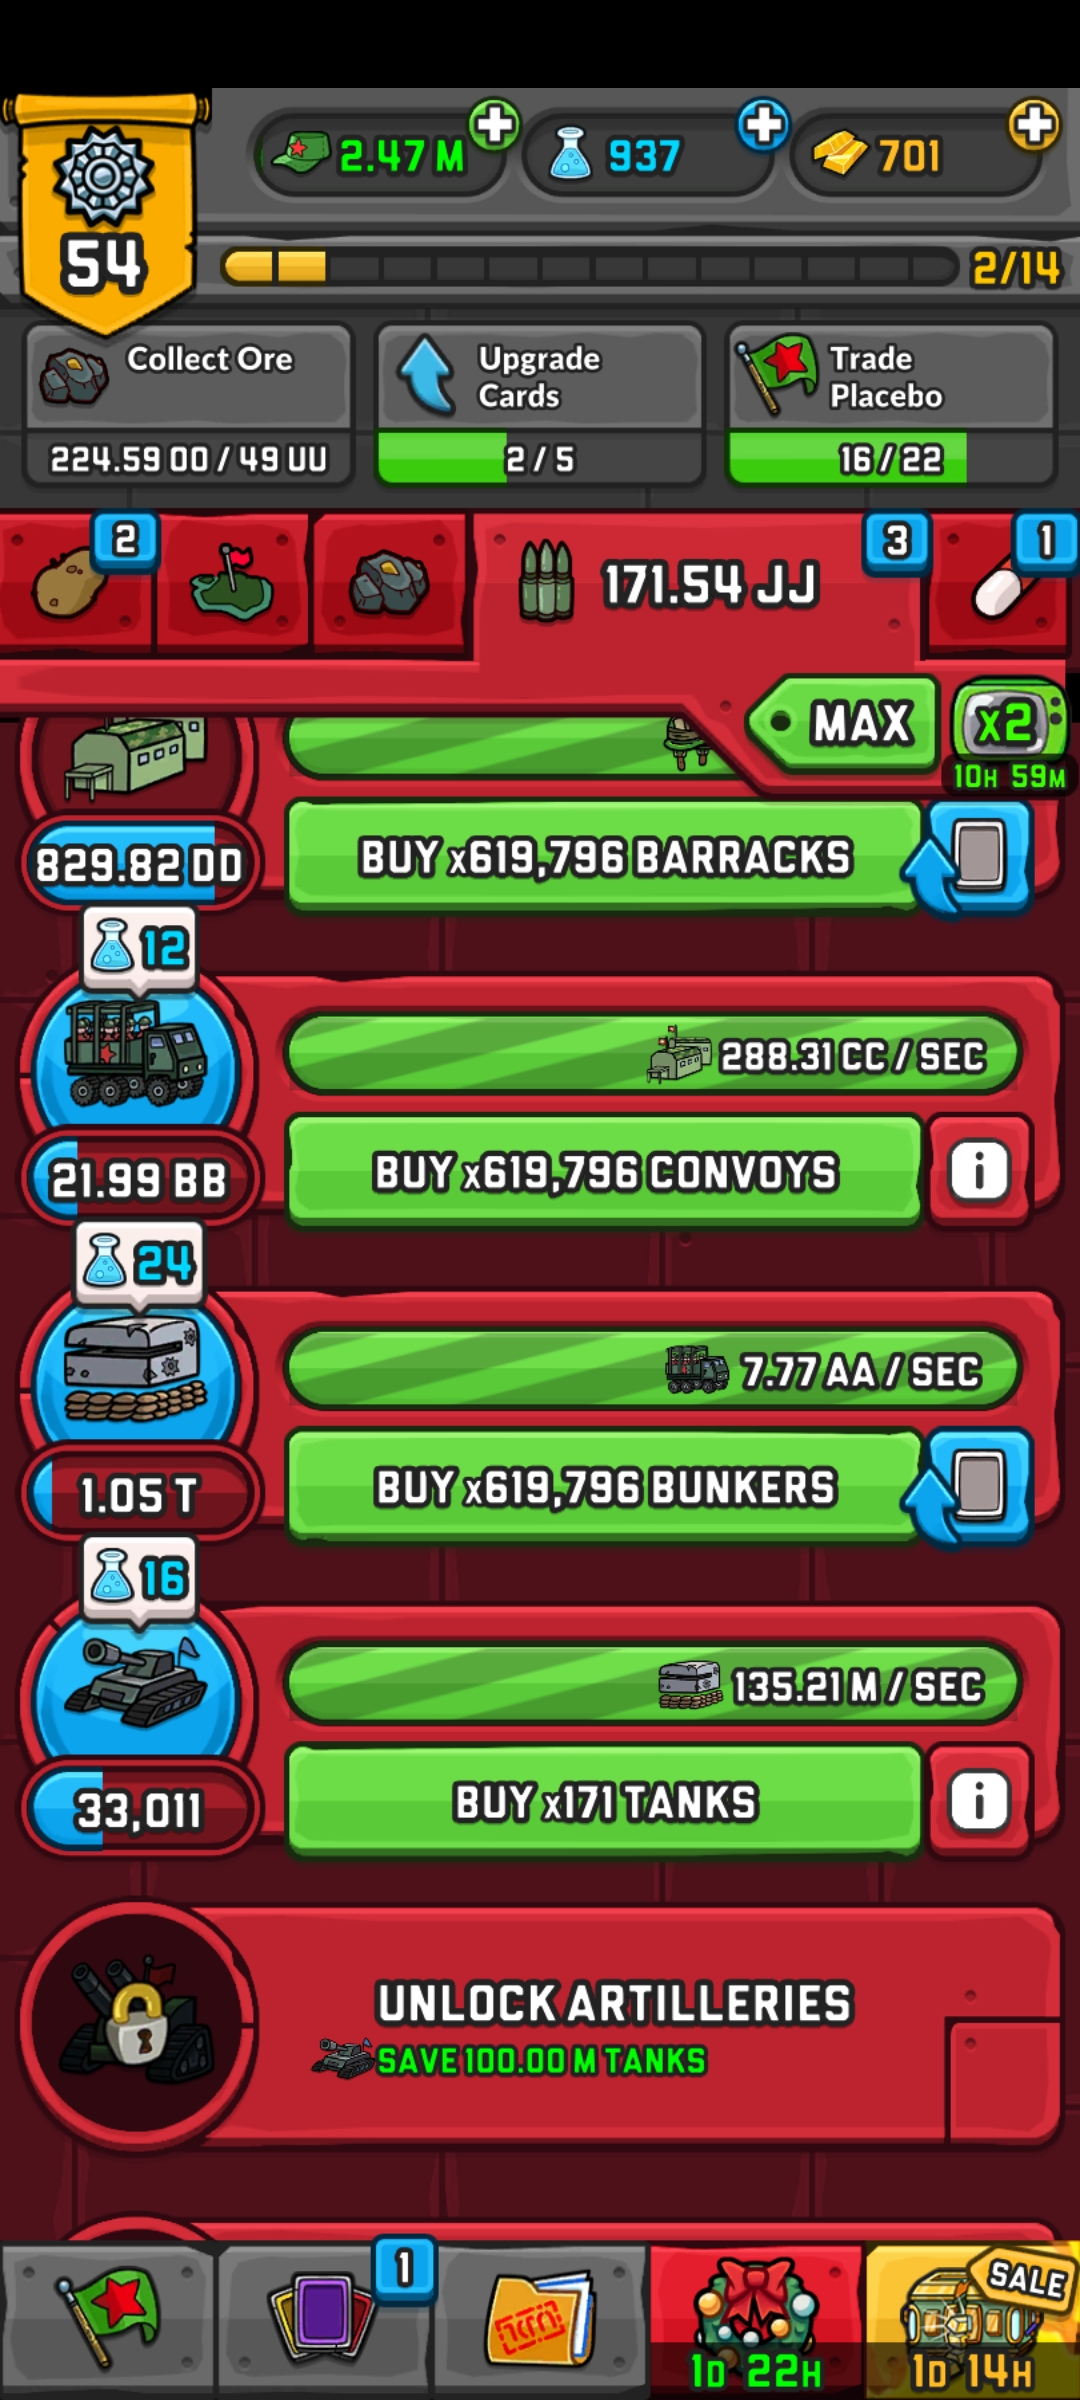 2.47 M
937
701
54
2/14
Collect Ore
224.59 OO / 49 UU
Upgrade
Cards
2 / 5
Trade
Placebo
16 / 22
2
171.54 JJ
3
1
MAX
x2
10H 59M
829.82 DD
BUY x619,796 BARRACKS
12
288.31 CC / SEC
21.99 BB
BUY x619,796 CONVOYS
i
24
7.77 AA / SEC
1.05 T
BUY x619,796 BUNKERS
16
135.21 M / SEC
33,011
BUY x171 TANKS
i
UNLOCK ARTILLERIES
SAVE 100.00 M TANKS
1
1D 22H
SALE
1D 14H